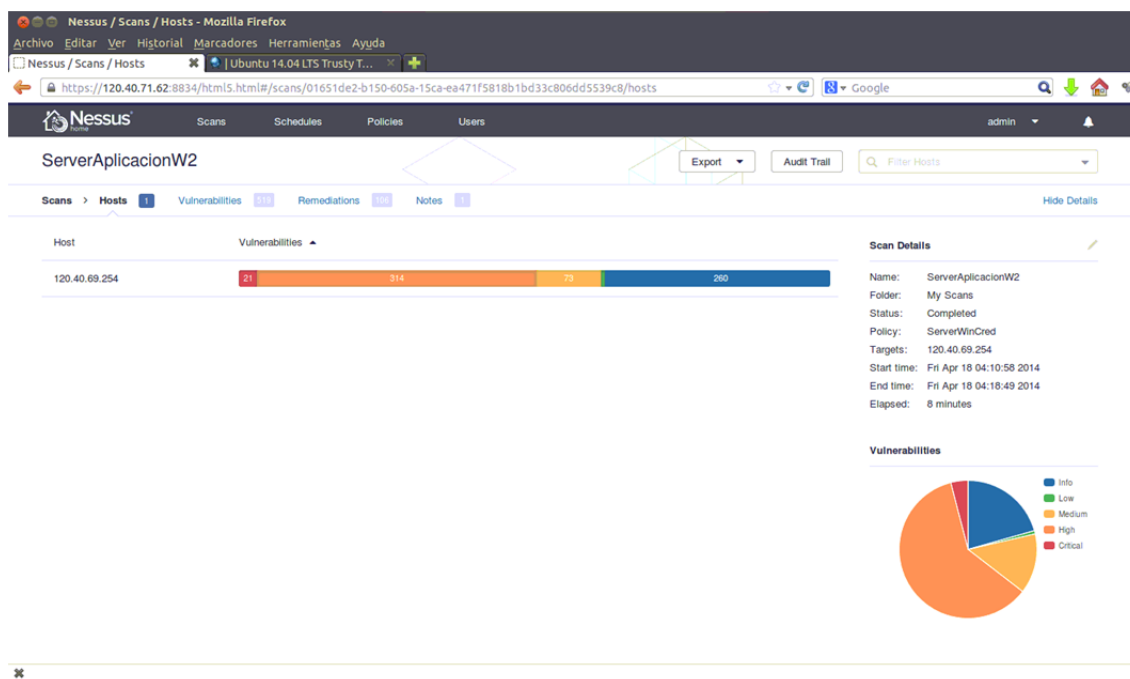 Nessus / Scans / Hosts - Mozilla Firefox
Archivo Editar Ver Historial Marcadores Herramientas Ayuda
Nessus / Scans / Hosts | Ubuntu 14.04 LTS Trusty T...
https://120.40.71.62:8834/html5.html#/scans/01651de2-b150-605a-15ca-ea471f5818b1bd33c806dd5539c8/hosts Google
Nessus home Scans Schedules Policies Users admin
ServerAplicacionW2 Export Audit Trail Filter Hosts
Scans > Hosts 1 Vulnerabilities Remediations Notes 1 Hide Details
Host Vulnerabilities
120.40.69.254 21 314 73 260
Scan Details
Name: ServerAplicacionW2
Folder: My Scans
Status: Completed
Policy: ServerWinCred
Targets: 120.40.69.254
Start time: Fri Apr 18 04:10:58 2014
End time: Fri Apr 18 04:18:49 2014
Elapsed: 8 minutes
Vulnerabilities
Info
Low
Medium
High
Critical